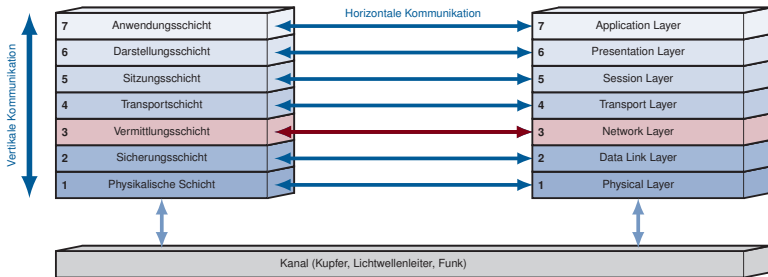 Horizontale Kommunikation
Vertikale Kommunikation
7 Anwendungsschicht
6 Darstellungsschicht
5 Sitzungsschicht
4 Transportschicht
3 Vermittlungsschicht
2 Sicherungsschicht
1 Physikalische Schicht
7 Application Layer
6 Presentation Layer
5 Session Layer
4 Transport Layer
3 Network Layer
2 Data Link Layer
1 Physical Layer
Kanal (Kupfer, Lichtwellenleiter, Funk)